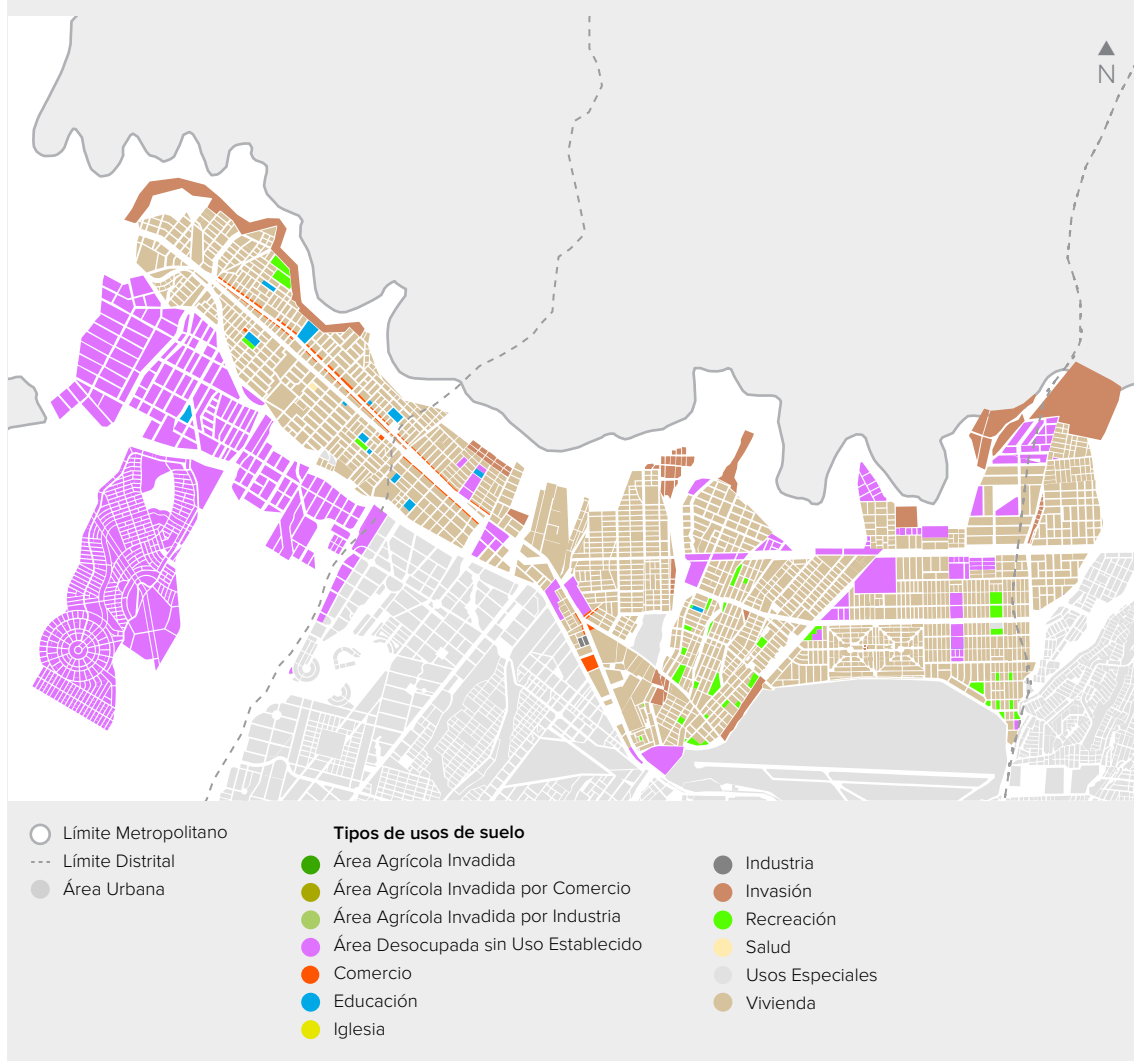 N
Límite Metropolitano
Límite Distrital
Área Urbana
Tipos de usos de suelo
Área Agrícola Invadida
Área Agrícola Invadida por Comercio
Área Agrícola Invadida por Industria
Área Desocupada sin Uso Establecido
Comercio
Educación
Iglesia
Industria
Invasión
Recreación
Salud
Usos Especiales
Vivienda